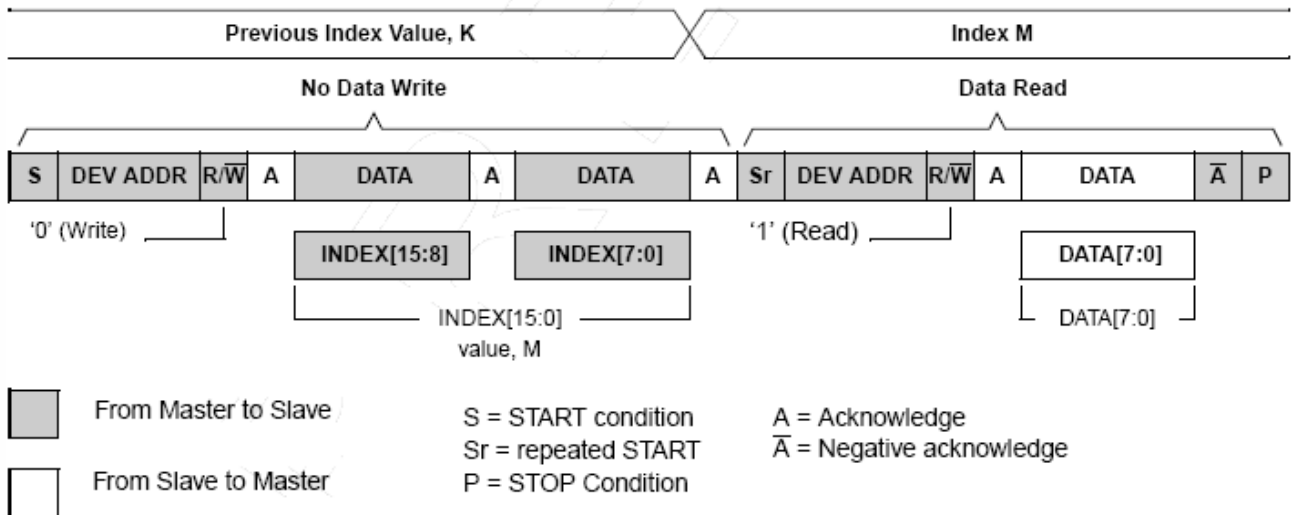 Previous Index Value, K Index M
No Data Write Data Read
S DEV ADDR R/W̅ A DATA A DATA A Sr DEV ADDR R/W̅ A DATA A̅ P
‘0’ (Write) ‘1’ (Read)
INDEX[15:8] INDEX[7:0] DATA[7:0]
INDEX[15:0] DATA[7:0]
value, M
From Master to Slave S = START condition A = Acknowledge
Sr = repeated START A̅ = Negative acknowledge
From Slave to Master P = STOP Condition